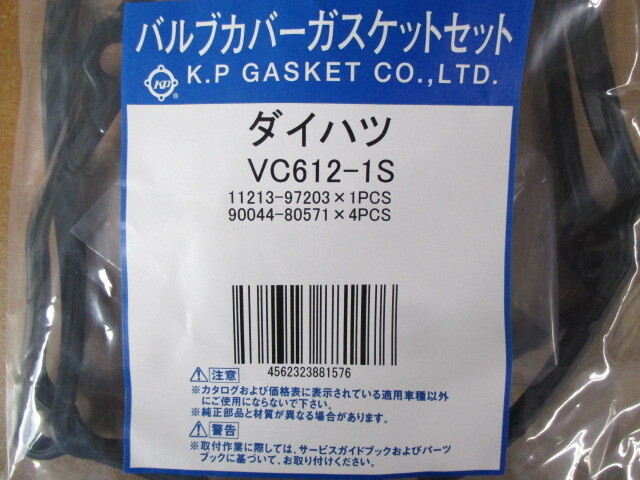 バルブカバーガスケットセット
KP ® K.P GASKET CO.,LTD.
ダイハツ
VC612-1S
11213-97203×1PCS
90044-80571×4PCS
4562323881576
⚠注意
※カタログおよび価格表に表示されている適用車種以外
にご使用にならないで下さい。
※純正部品と材質が異なる場合があります。
⚠警告
※取付作業に際しては、サービスガイドブックおよびパーツ
ブックに基づいて、お取り付けください。